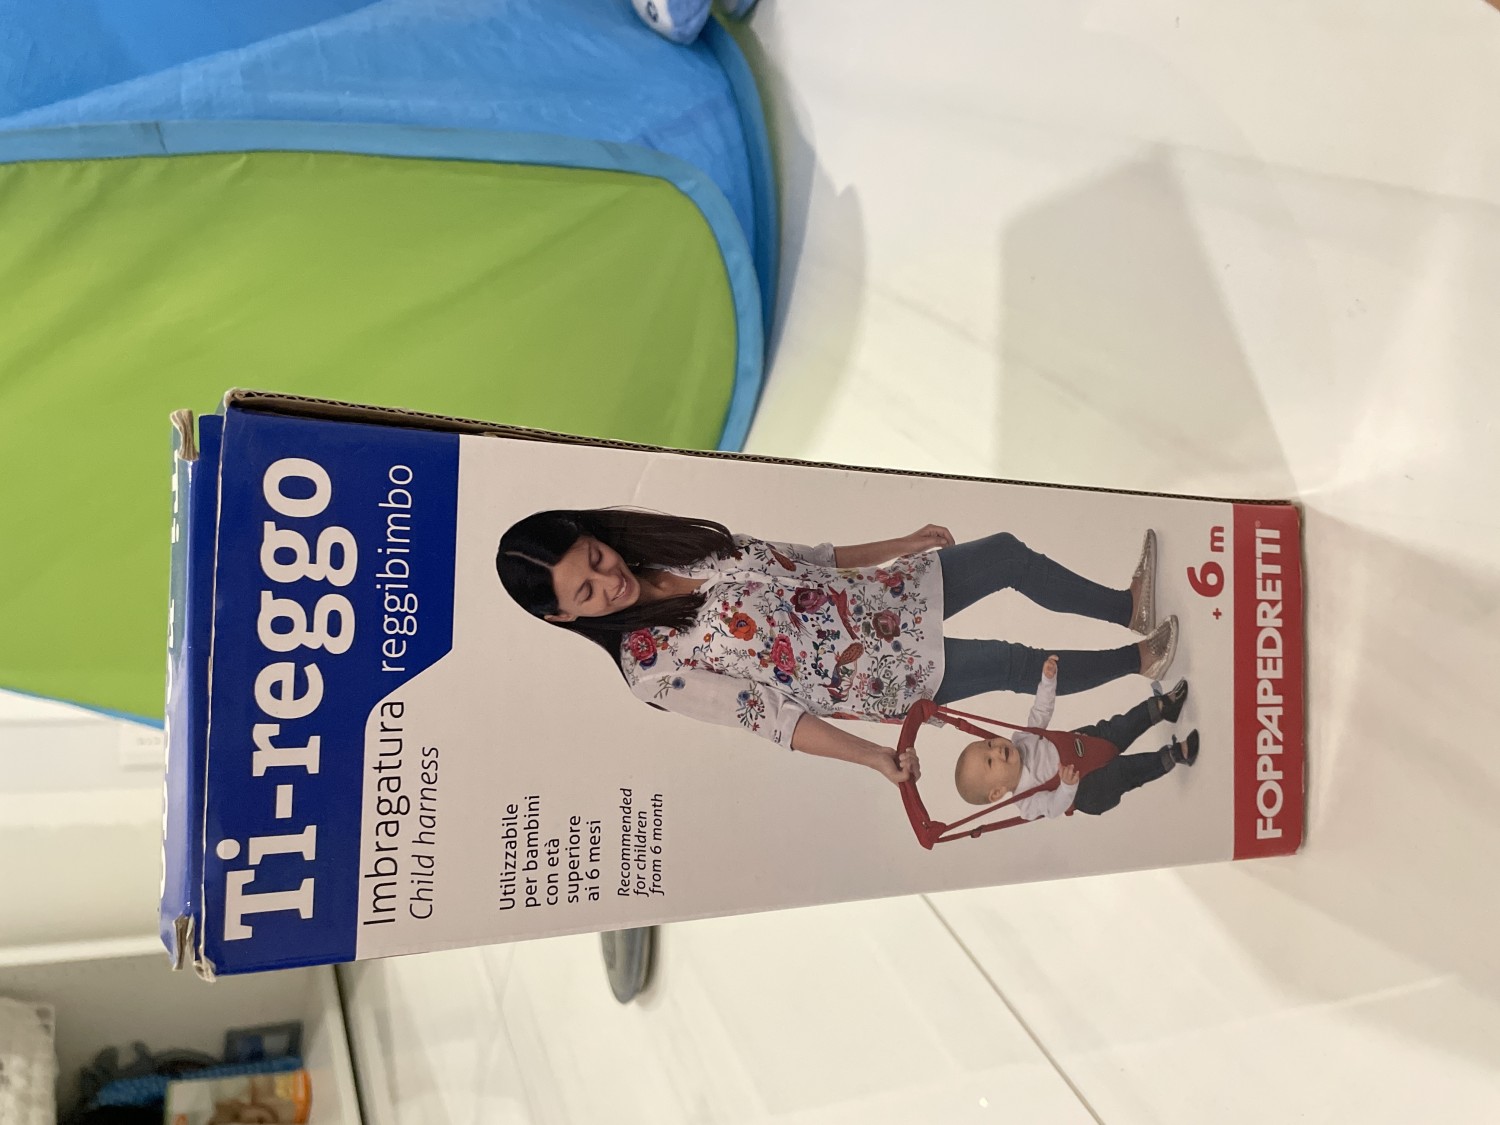 Ti-reggo
Imbragatura reggibimbo
Child harness
Utilizzabile
per bambini
con età
superiore
ai 6 mesi
Recommended
for children
from 6 month
+ 6 m
FOPPAPEDRETTI